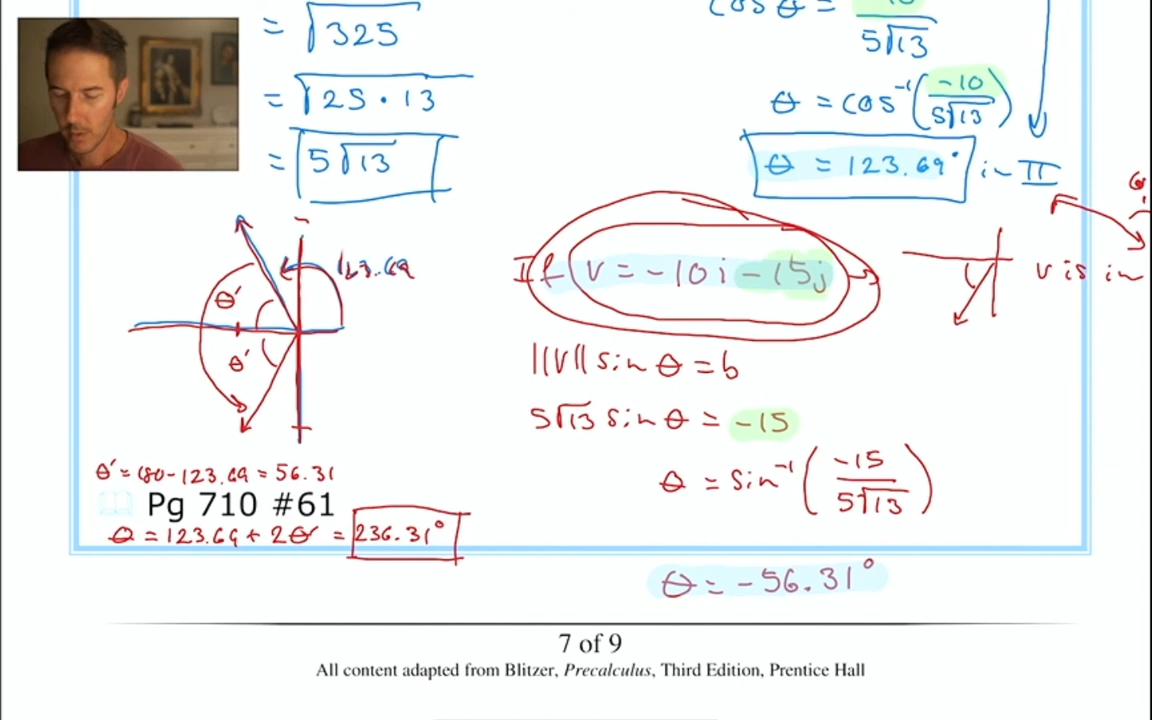 = √325
= √25 · 13
= 5√13
cos θ = -10/5√13
θ = cos⁻¹(-10/5√13)
θ = 123.69° in II
123.69
θ'
θ'
θ' = 180 - 123.69 = 56.31
Pg 710 #61
θ = 123.69 + 2θ' = 236.31°
If v = -10i - 15j
v is in
||v|| sin θ = b
5√13 sin θ = -15
θ = sin⁻¹(-15/5√13)
θ = -56.31°
7 of 9
All content adapted from Blitzer, Precalculus, Third Edition, Prentice Hall